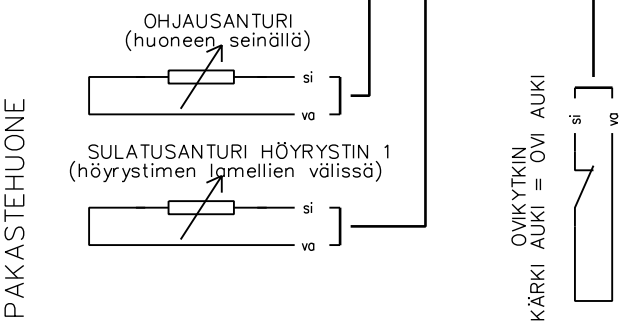 OHJAUSANTURI
(huoneen seinällä)
si
va
SULATUSANTURI HÖYRYSTIN 1
(höyrystimen lamellien välissä)
si
va
PAKASTEHUONE
OVIKYTKIN
KÄRKI AUKI = OVI AUKI
si
va